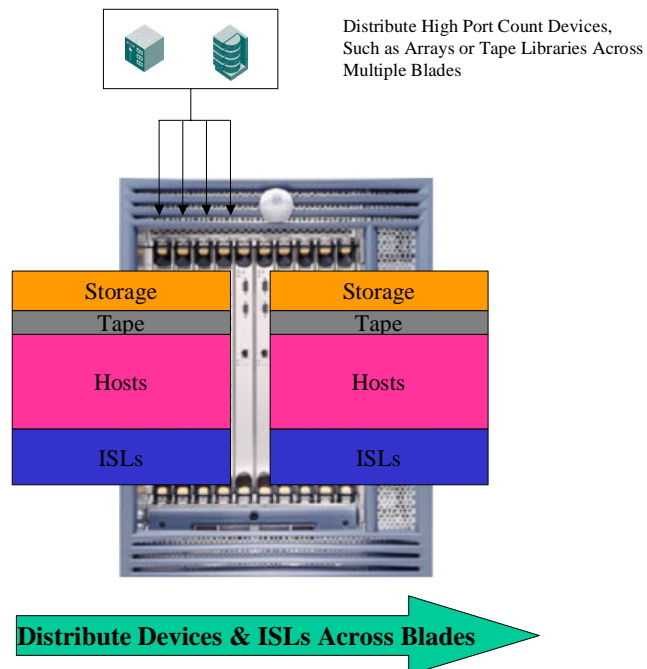 Distribute High Port Count Devices,
Such as Arrays or Tape Libraries Across
Multiple Blades
Storage
Tape
Hosts
ISLs
Storage
Tape
Hosts
ISLs
Distribute Devices & ISLs Across Blades